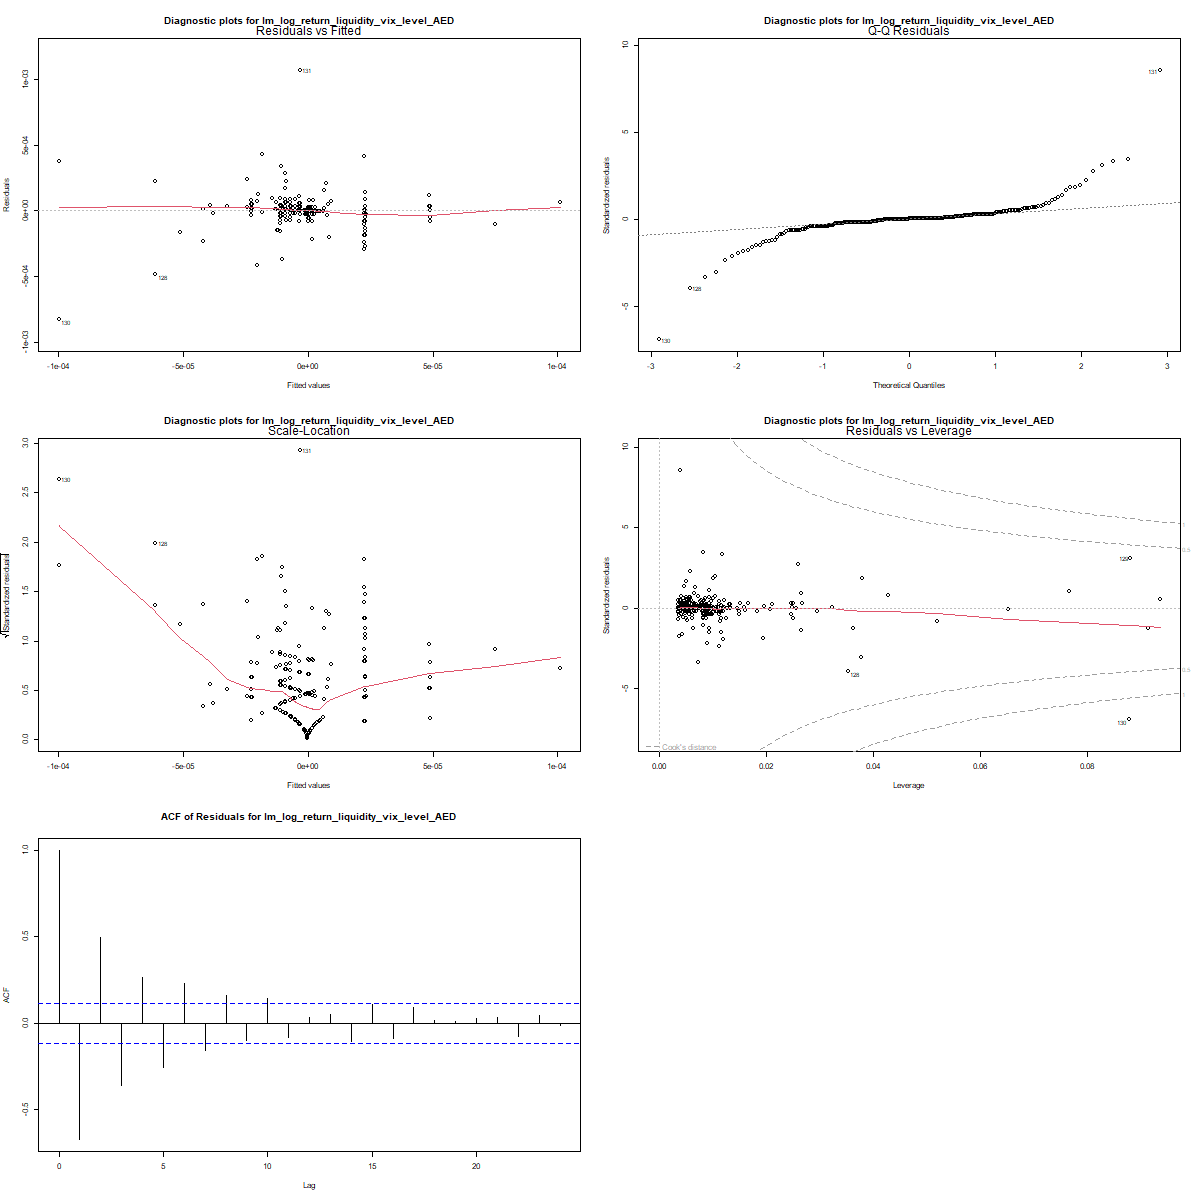 Diagnostic plots for lm_log_return_liquidity_vix_level_AED
Residuals vs Fitted
Residuals
1e-03
5e-04
0e+00
-5e-04
-1e-03
131
128
130
-1e-04
-5e-05
0e+00
5e-05
1e-04
Fitted values
Diagnostic plots for lm_log_return_liquidity_vix_level_AED
Q-Q Residuals
Standardized residuals
10
5
0
-5
131
128
130
-3
-2
-1
0
1
2
3
Theoretical Quantiles
Diagnostic plots for lm_log_return_liquidity_vix_level_AED
Scale-Location
√|Standardized residuals|
3.0
2.5
2.0
1.5
1.0
0.5
0.0
131
130
128
-1e-04
-5e-05
0e+00
5e-05
1e-04
Fitted values
Diagnostic plots for lm_log_return_liquidity_vix_level_AED
Residuals vs Leverage
Standardized residuals
10
5
0
-5
1
0.5
0.5
1
129
128
130
Cook's distance
0.00
0.02
0.04
0.06
0.08
Leverage
ACF of Residuals for lm_log_return_liquidity_vix_level_AED
ACF
1.0
0.5
0.0
-0.5
0
5
10
15
20
Lag